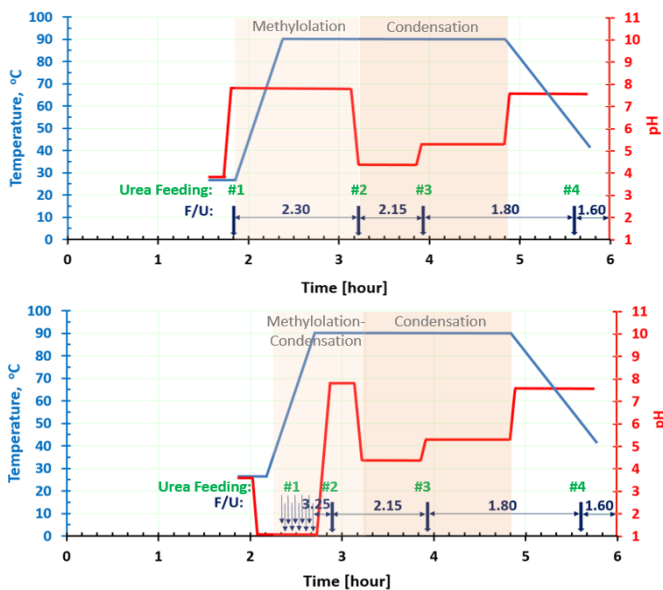 Methylolation Condensation
Temperature, °C
100
90
80
70
60
50
40
30
20
10
0
11
10
9
8
7
6
5
4
3
2
1
pH
Urea Feeding: #1 #2 #3 #4
F/U: 2.30 2.15 1.80 1.60
0 1 2 3 4 5 6
Time [hour]
Methylolation- Condensation
Condensation
Temperature, °C
100
90
80
70
60
50
40
30
20
10
0
11
10
9
8
7
6
5
4
3
2
1
pH
Urea Feeding: #1 #2 #3 #4
F/U: 3.25 2.15 1.80 1.60
0 1 2 3 4 5 6
Time [hour]